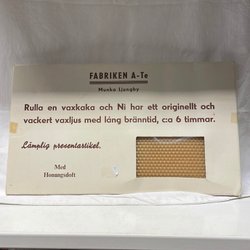 FABRIKEN A-Te
Munka Ljungby
Rulla en vaxkaka och Ni har ett originellt och
vackert vaxljus med lång bränntid, c:a 6 timmar.
Lämplig presentartikel.
Med
Honungsdoft